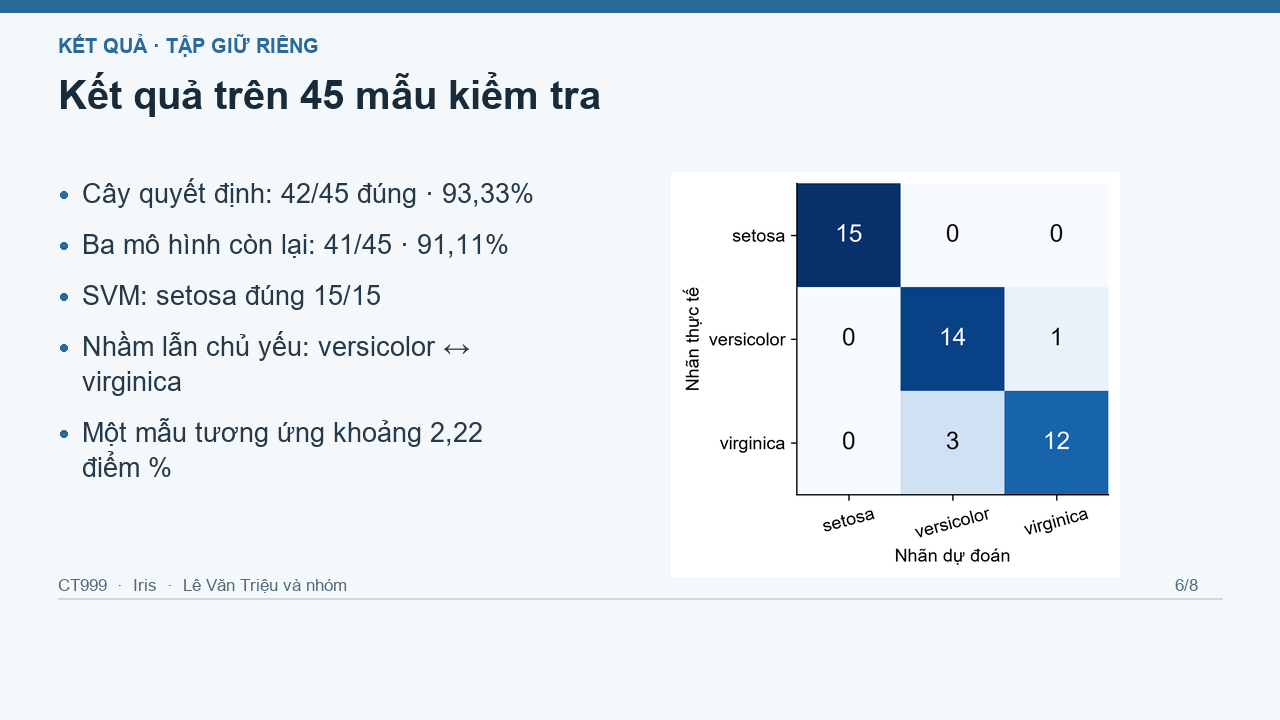 KẾT QUẢ · TẬP GIỮ RIÊNG
Kết quả trên 45 mẫu kiểm tra
• Cây quyết định: 42/45 đúng · 93,33%
• Ba mô hình còn lại: 41/45 · 91,11%
• SVM: setosa đúng 15/15
• Nhầm lẫn chủ yếu: versicolor ↔
virginica
• Một mẫu tương ứng khoảng 2,22
điểm %
Nhãn thực tế
setosa 15 0 0
versicolor 0 14 1
virginica 0 3 12
setosa versicolor virginica
Nhãn dự đoán
CT999 · Iris · Lê Văn Triệu và nhóm 6/8